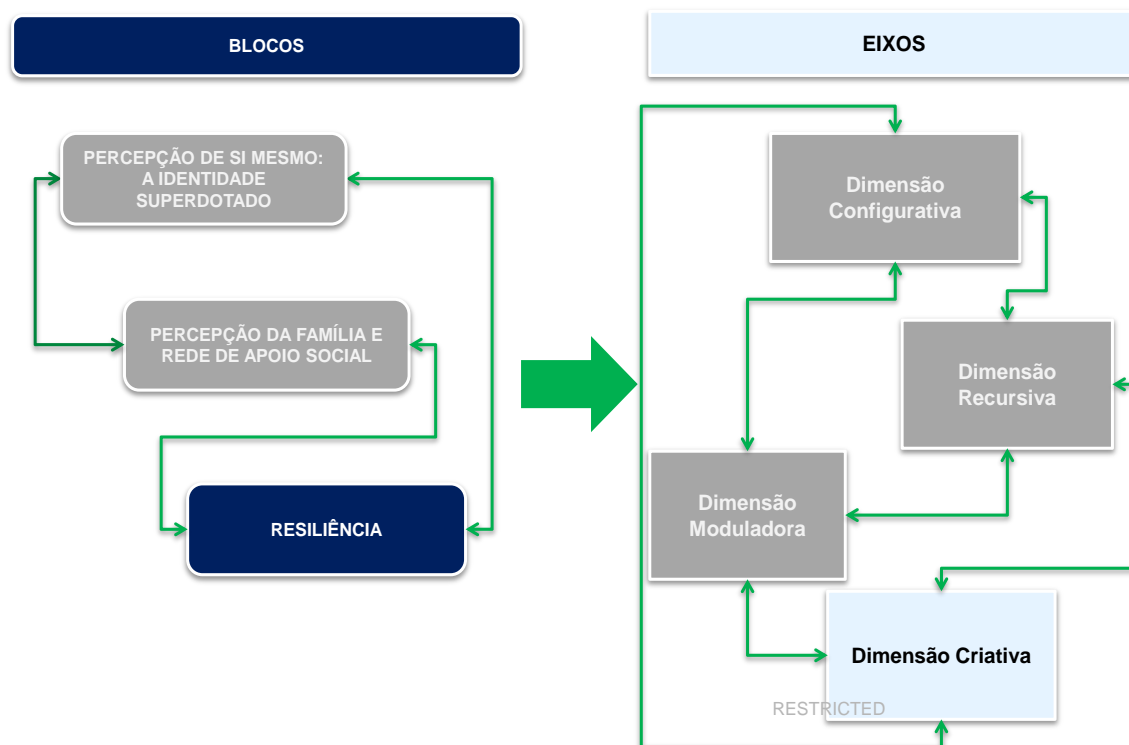 BLOCOS
EIXOS
PERCEPÇÃO DE SI MESMO:
A IDENTIDADE
SUPERDOTADO
PERCEPÇÃO DA FAMÍLIA E
REDE DE APOIO SOCIAL
RESILIÊNCIA
Dimensão
Configurativa
Dimensão
Recursiva
Dimensão
Moduladora
Dimensão Criativa
RESTRICTED